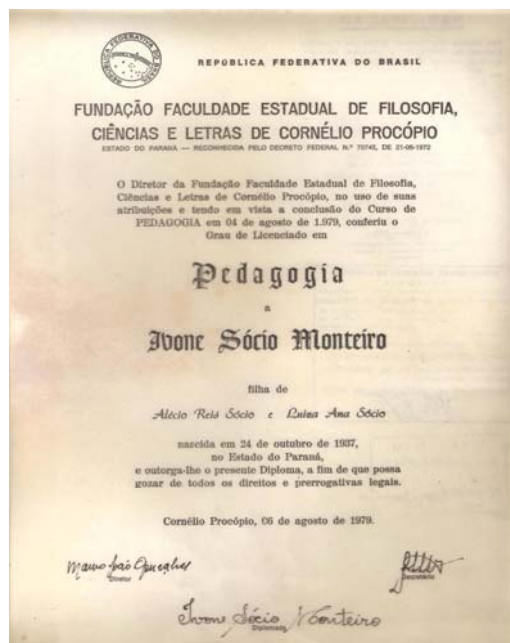 REPÚBLICA FEDERATIVA DO BRASIL
FUNDAÇÃO FACULDADE ESTADUAL DE FILOSOFIA,
CIÊNCIAS E LETRAS DE CORNÉLIO PROCÓPIO
ESTADO DO PARANÁ — RECONHECIDA PELO DECRETO FEDERAL N.º 70742, DE 21-06-1972
O Diretor da Fundação Faculdade Estadual de Filosofia,
Ciências e Letras de Cornélio Procópio, no uso de suas
atribuições e tendo em vista a conclusão do Curso de
PEDAGOGIA em 04 de agosto de 1.979, conferiu o
Grau de Licenciado em
Pedagogia
a
Ivone Sócio Monteiro
filha de
Alécio Reis Sócio e Luiza Ana Sócio
nascida em 24 de outubro de 1937,
no Estado do Paraná,
e outorga-lhe o presente Diploma, a fim de que possa
gozar de todos os direitos e prerrogativas legais.
Cornélio Procópio, 06 de agosto de 1979.
Diretor
Secretário
Ivone Sócio Monteiro
Diplomado